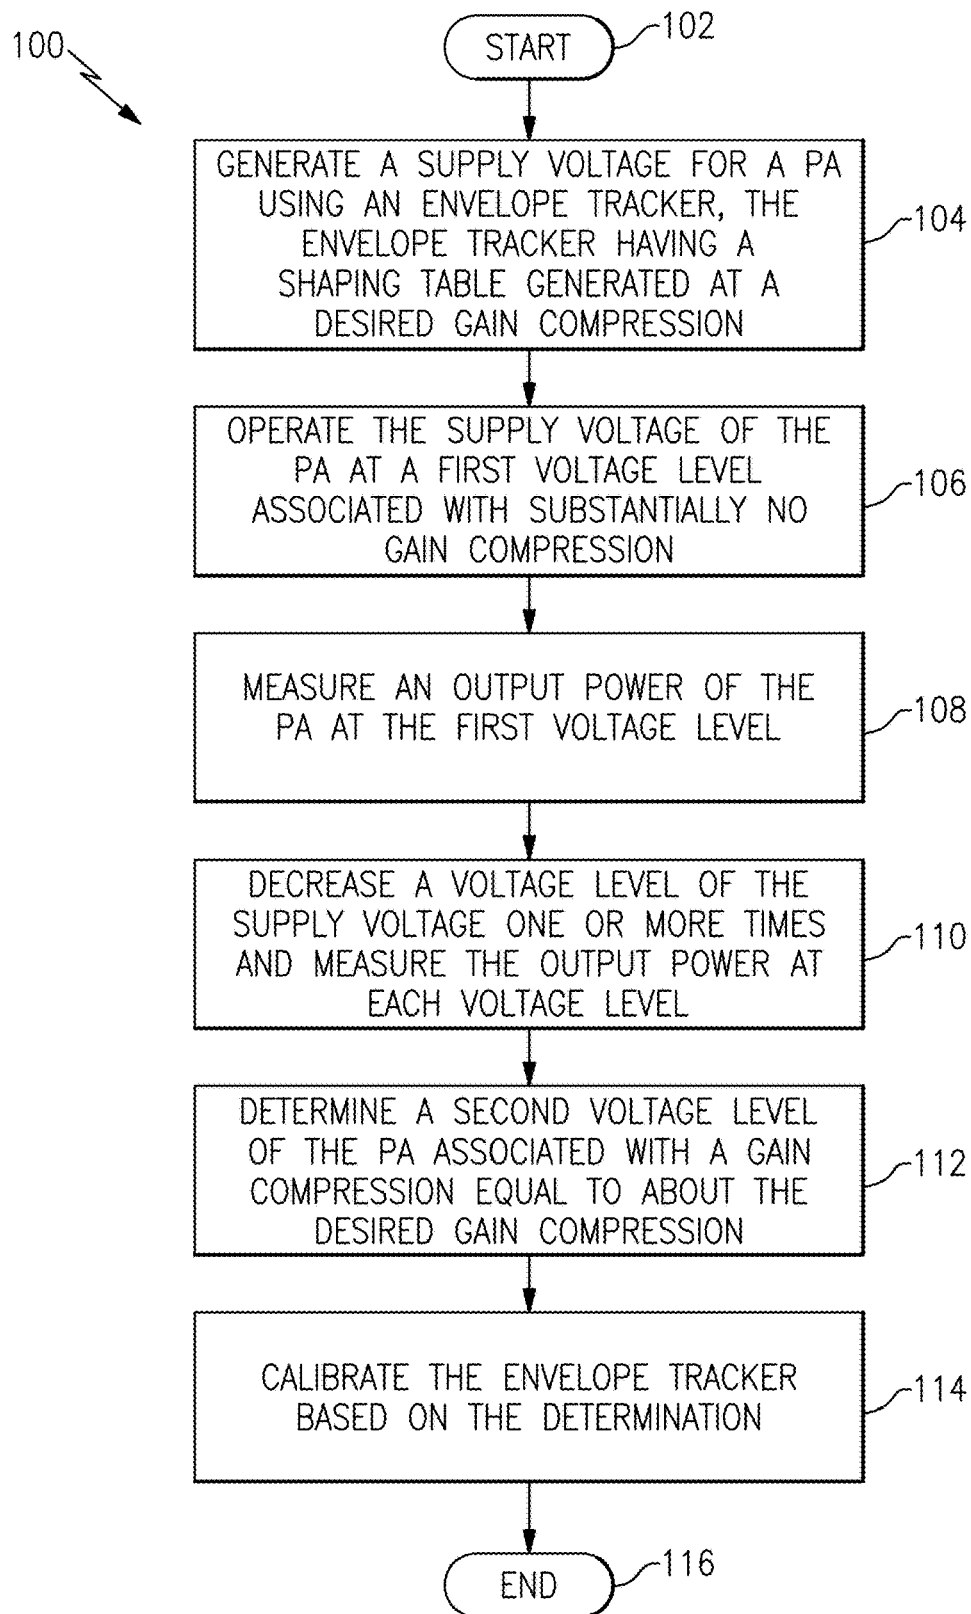 100
START
102
GENERATE A SUPPLY VOLTAGE FOR A PA
USING AN ENVELOPE TRACKER, THE
ENVELOPE TRACKER HAVING A
SHAPING TABLE GENERATED AT A
DESIRED GAIN COMPRESSION
104
OPERATE THE SUPPLY VOLTAGE OF THE
PA AT A FIRST VOLTAGE LEVEL
ASSOCIATED WITH SUBSTANTIALLY NO
GAIN COMPRESSION
106
MEASURE AN OUTPUT POWER OF THE
PA AT THE FIRST VOLTAGE LEVEL
108
DECREASE A VOLTAGE LEVEL OF THE
SUPPLY VOLTAGE ONE OR MORE TIMES
AND MEASURE THE OUTPUT POWER AT
EACH VOLTAGE LEVEL
110
DETERMINE A SECOND VOLTAGE LEVEL
OF THE PA ASSOCIATED WITH A GAIN
COMPRESSION EQUAL TO ABOUT THE
DESIRED GAIN COMPRESSION
112
CALIBRATE THE ENVELOPE TRACKER
BASED ON THE DETERMINATION
114
END
116